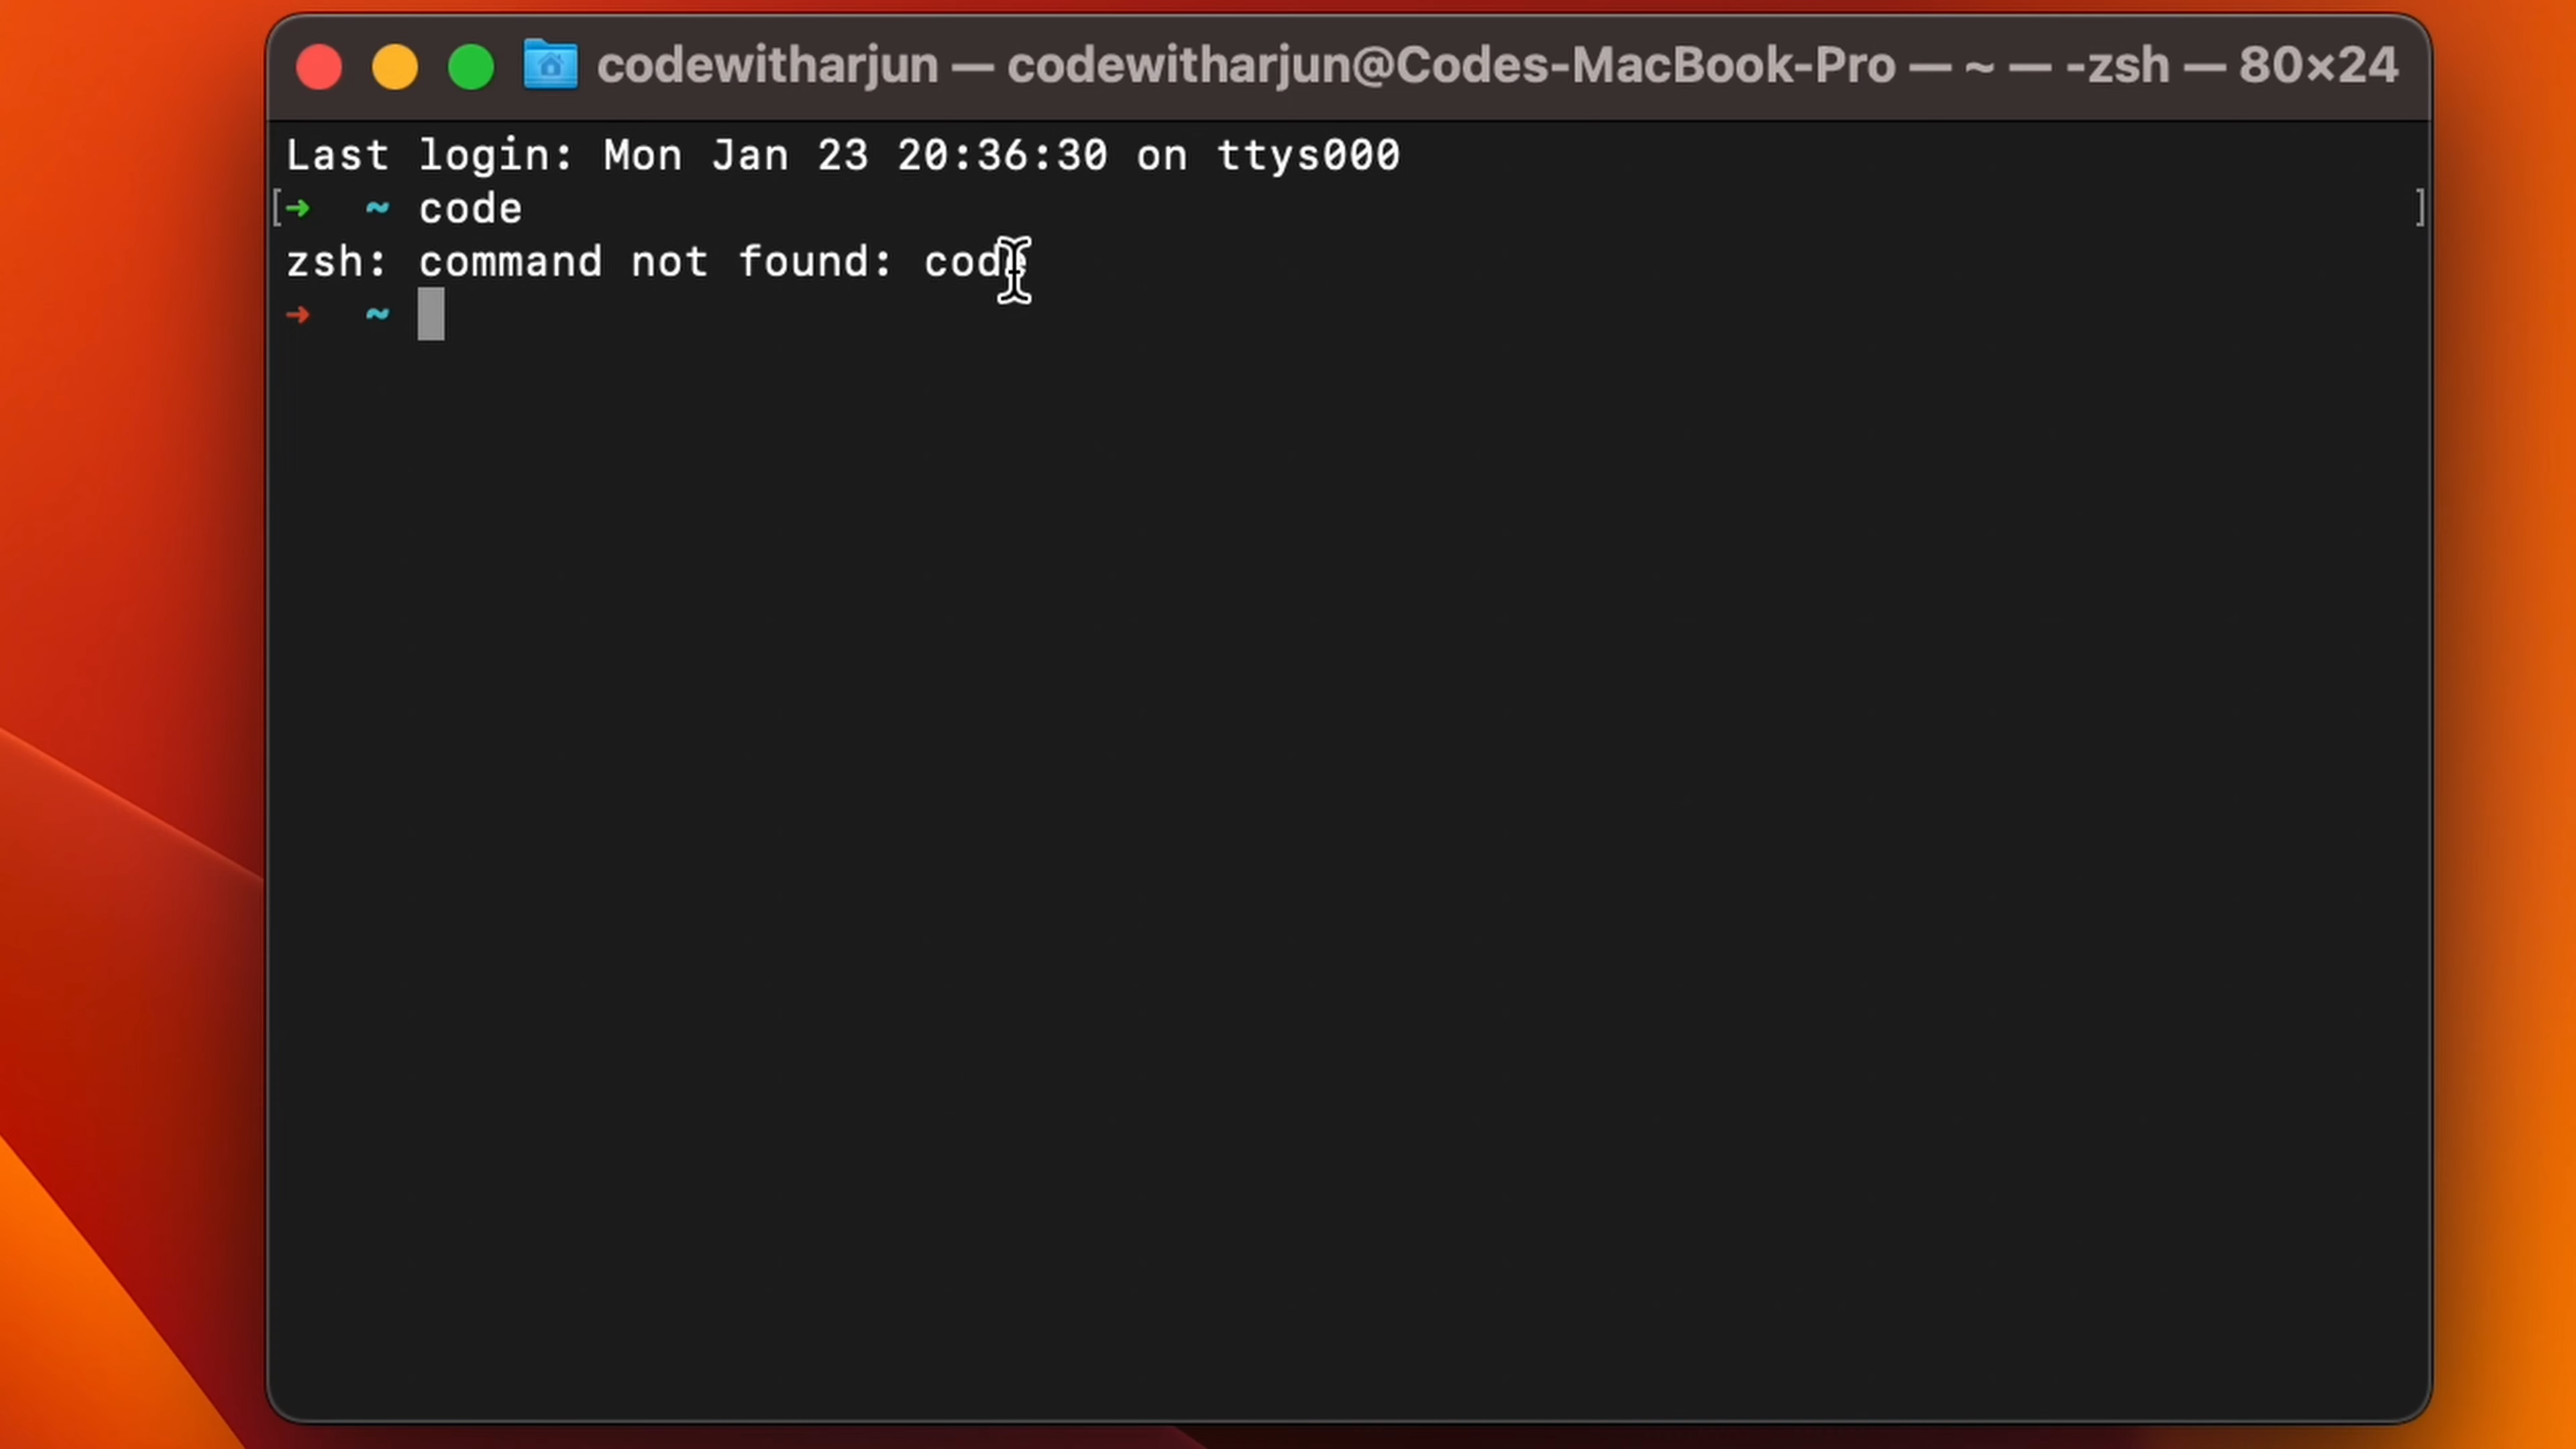 codewitharjun — codewitharjun@Codes-MacBook-Pro — ~ — -zsh — 80×24
Last login: Mon Jan 23 20:36:30 on ttys000
[➜  ~ code ]
zsh: command not found: code
➜  ~